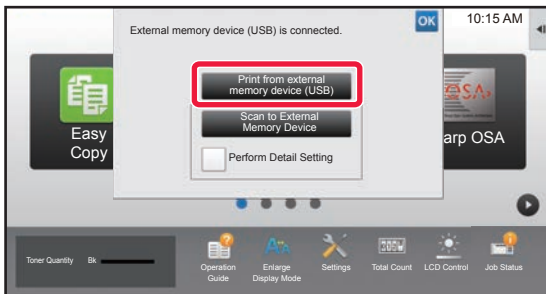 External memory device (USB) is connected.
OK
10:15 AM
Print from external
memory device (USB)
Scan to External
Memory Device
Perform Detail Setting
Easy
Copy
OSA
arp OSA
Toner Quantity Bk
Operation
Guide
Enlarge
Display Mode
Settings
Total Count
LCD Control
Job Status